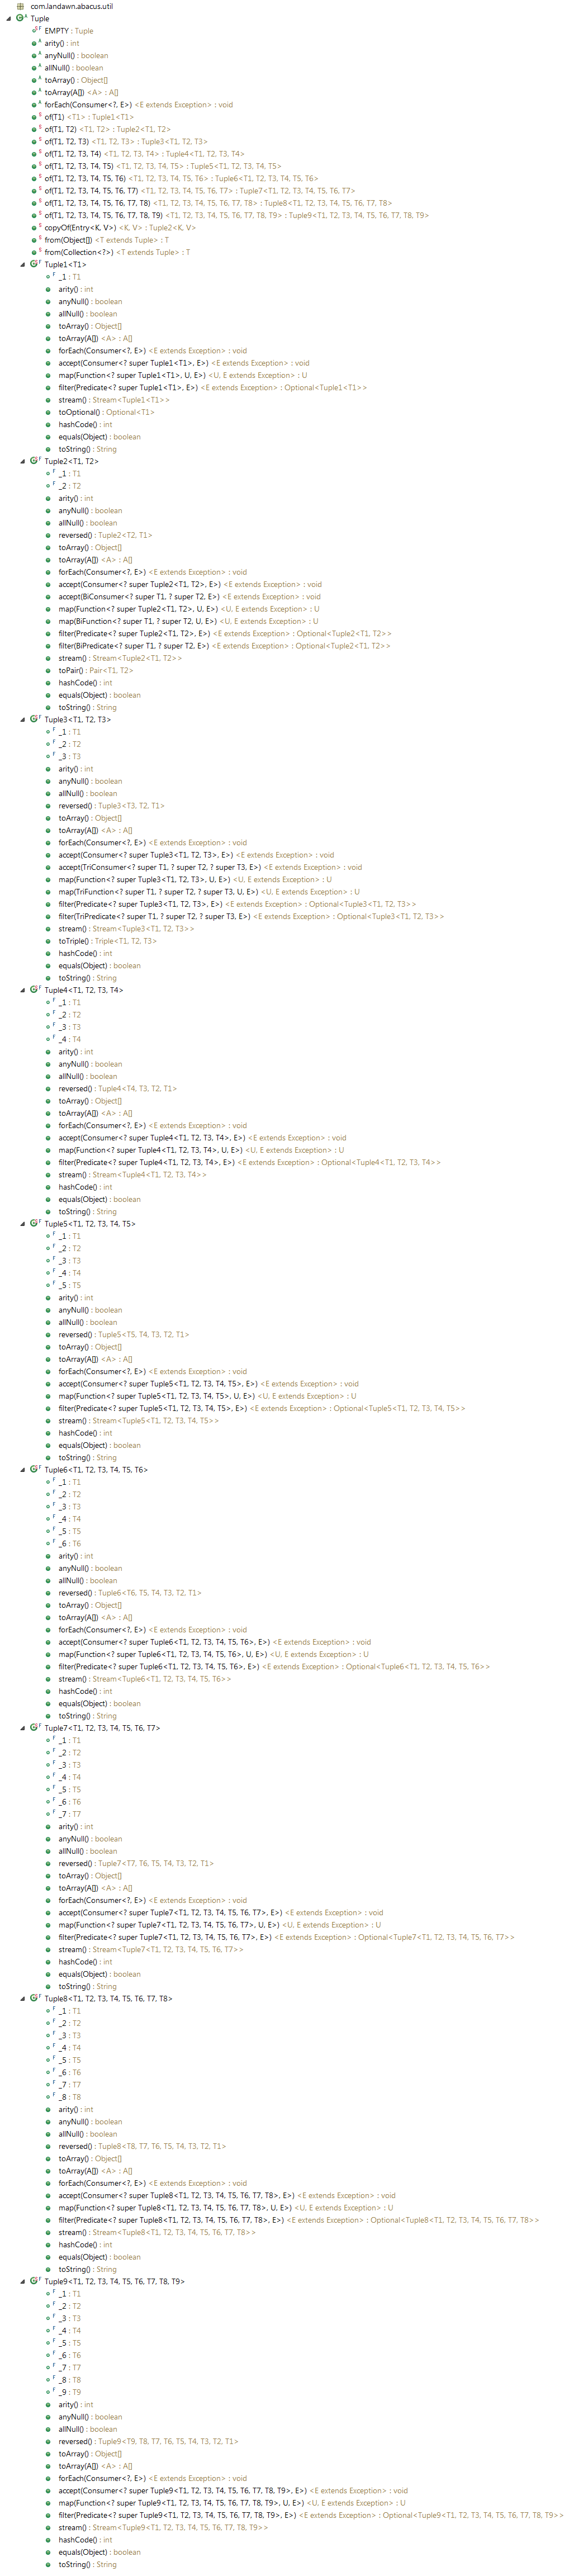 com.landawn.abacus.util
Tuple
EMPTY : Tuple
arity() : int
anyNull() : boolean
allNull() : boolean
toArray() : Object[]
toArray(A[]) <A> : A[]
forEach(Consumer<?, E>) <E extends Exception> : void
of(T1) <T1> : Tuple1<T1>
of(T1, T2) <T1, T2> : Tuple2<T1, T2>
of(T1, T2, T3) <T1, T2, T3> : Tuple3<T1, T2, T3>
of(T1, T2, T3, T4) <T1, T2, T3, T4> : Tuple4<T1, T2, T3, T4>
of(T1, T2, T3, T4, T5) <T1, T2, T3, T4, T5> : Tuple5<T1, T2, T3, T4, T5>
of(T1, T2, T3, T4, T5, T6) <T1, T2, T3, T4, T5, T6> : Tuple6<T1, T2, T3, T4, T5, T6>
of(T1, T2, T3, T4, T5, T6, T7) <T1, T2, T3, T4, T5, T6, T7> : Tuple7<T1, T2, T3, T4, T5, T6, T7>
of(T1, T2, T3, T4, T5, T6, T7, T8) <T1, T2, T3, T4, T5, T6, T7, T8> : Tuple8<T1, T2, T3, T4, T5, T6, T7, T8>
of(T1, T2, T3, T4, T5, T6, T7, T8, T9) <T1, T2, T3, T4, T5, T6, T7, T8, T9> : Tuple9<T1, T2, T3, T4, T5, T6, T7, T8, T9>
copyOf(Entry<K, V>) <K, V> : Tuple2<K, V>
from(Object[]) <T extends Tuple> : T
from(Collection<?>) <T extends Tuple> : T
Tuple1<T1>
_1 : T1
arity() : int
anyNull() : boolean
allNull() : boolean
toArray() : Object[]
toArray(A[]) <A> : A[]
forEach(Consumer<?, E>) <E extends Exception> : void
accept(Consumer<? super Tuple1<T1>, E>) <E extends Exception> : void
map(Function<? super Tuple1<T1>, U, E>) <U, E extends Exception> : U
filter(Predicate<? super Tuple1<T1>, E>) <E extends Exception> : Optional<Tuple1<T1>>
stream() : Stream<Tuple1<T1>>
toOptional() : Optional<T1>
hashCode() : int
equals(Object) : boolean
toString() : String
Tuple2<T1, T2>
_1 : T1
_2 : T2
arity() : int
anyNull() : boolean
allNull() : boolean
reversed() : Tuple2<T2, T1>
toArray() : Object[]
toArray(A[]) <A> : A[]
forEach(Consumer<?, E>) <E extends Exception> : void
accept(Consumer<? super Tuple2<T1, T2>, E>) <E extends Exception> : void
accept(BiConsumer<? super T1, ? super T2, E>) <E extends Exception> : void
map(Function<? super Tuple2<T1, T2>, U, E>) <U, E extends Exception> : U
map(BiFunction<? super T1, ? super T2, U, E>) <U, E extends Exception> : U
filter(Predicate<? super Tuple2<T1, T2>, E>) <E extends Exception> : Optional<Tuple2<T1, T2>>
filter(BiPredicate<? super T1, ? super T2, E>) <E extends Exception> : Optional<Tuple2<T1, T2>>
stream() : Stream<Tuple2<T1, T2>>
toPair() : Pair<T1, T2>
hashCode() : int
equals(Object) : boolean
toString() : String
Tuple3<T1, T2, T3>
_1 : T1
_2 : T2
_3 : T3
arity() : int
anyNull() : boolean
allNull() : boolean
reversed() : Tuple3<T3, T2, T1>
toArray() : Object[]
toArray(A[]) <A> : A[]
forEach(Consumer<?, E>) <E extends Exception> : void
accept(Consumer<? super Tuple3<T1, T2, T3>, E>) <E extends Exception> : void
accept(TriConsumer<? super T1, ? super T2, ? super T3, E>) <E extends Exception> : void
map(Function<? super Tuple3<T1, T2, T3>, U, E>) <U, E extends Exception> : U
map(TriFunction<? super T1, ? super T2, ? super T3, U, E>) <U, E extends Exception> : U
filter(Predicate<? super Tuple3<T1, T2, T3>, E>) <E extends Exception> : Optional<Tuple3<T1, T2, T3>>
filter(TriPredicate<? super T1, ? super T2, ? super T3, E>) <E extends Exception> : Optional<Tuple3<T1, T2, T3>>
stream() : Stream<Tuple3<T1, T2, T3>>
toTriple() : Triple<T1, T2, T3>
hashCode() : int
equals(Object) : boolean
toString() : String
Tuple4<T1, T2, T3, T4>
_1 : T1
_2 : T2
_3 : T3
_4 : T4
arity() : int
anyNull() : boolean
allNull() : boolean
reversed() : Tuple4<T4, T3, T2, T1>
toArray() : Object[]
toArray(A[]) <A> : A[]
forEach(Consumer<?, E>) <E extends Exception> : void
accept(Consumer<? super Tuple4<T1, T2, T3, T4>, E>) <E extends Exception> : void
map(Function<? super Tuple4<T1, T2, T3, T4>, U, E>) <U, E extends Exception> : U
filter(Predicate<? super Tuple4<T1, T2, T3, T4>, E>) <E extends Exception> : Optional<Tuple4<T1, T2, T3, T4>>
stream() : Stream<Tuple4<T1, T2, T3, T4>>
hashCode() : int
equals(Object) : boolean
toString() : String
Tuple5<T1, T2, T3, T4, T5>
_1 : T1
_2 : T2
_3 : T3
_4 : T4
_5 : T5
arity() : int
anyNull() : boolean
allNull() : boolean
reversed() : Tuple5<T5, T4, T3, T2, T1>
toArray() : Object[]
toArray(A[]) <A> : A[]
forEach(Consumer<?, E>) <E extends Exception> : void
accept(Consumer<? super Tuple5<T1, T2, T3, T4, T5>, E>) <E extends Exception> : void
map(Function<? super Tuple5<T1, T2, T3, T4, T5>, U, E>) <U, E extends Exception> : U
filter(Predicate<? super Tuple5<T1, T2, T3, T4, T5>, E>) <E extends Exception> : Optional<Tuple5<T1, T2, T3, T4, T5>>
stream() : Stream<Tuple5<T1, T2, T3, T4, T5>>
hashCode() : int
equals(Object) : boolean
toString() : String
Tuple6<T1, T2, T3, T4, T5, T6>
_1 : T1
_2 : T2
_3 : T3
_4 : T4
_5 : T5
_6 : T6
arity() : int
anyNull() : boolean
allNull() : boolean
reversed() : Tuple6<T6, T5, T4, T3, T2, T1>
toArray() : Object[]
toArray(A[]) <A> : A[]
forEach(Consumer<?, E>) <E extends Exception> : void
accept(Consumer<? super Tuple6<T1, T2, T3, T4, T5, T6>, E>) <E extends Exception> : void
map(Function<? super Tuple6<T1, T2, T3, T4, T5, T6>, U, E>) <U, E extends Exception> : U
filter(Predicate<? super Tuple6<T1, T2, T3, T4, T5, T6>, E>) <E extends Exception> : Optional<Tuple6<T1, T2, T3, T4, T5, T6>>
stream() : Stream<Tuple6<T1, T2, T3, T4, T5, T6>>
hashCode() : int
equals(Object) : boolean
toString() : String
Tuple7<T1, T2, T3, T4, T5, T6, T7>
_1 : T1
_2 : T2
_3 : T3
_4 : T4
_5 : T5
_6 : T6
_7 : T7
arity() : int
anyNull() : boolean
allNull() : boolean
reversed() : Tuple7<T7, T6, T5, T4, T3, T2, T1>
toArray() : Object[]
toArray(A[]) <A> : A[]
forEach(Consumer<?, E>) <E extends Exception> : void
accept(Consumer<? super Tuple7<T1, T2, T3, T4, T5, T6, T7>, E>) <E extends Exception> : void
map(Function<? super Tuple7<T1, T2, T3, T4, T5, T6, T7>, U, E>) <U, E extends Exception> : U
filter(Predicate<? super Tuple7<T1, T2, T3, T4, T5, T6, T7>, E>) <E extends Exception> : Optional<Tuple7<T1, T2, T3, T4, T5, T6, T7>>
stream() : Stream<Tuple7<T1, T2, T3, T4, T5, T6, T7>>
hashCode() : int
equals(Object) : boolean
toString() : String
Tuple8<T1, T2, T3, T4, T5, T6, T7, T8>
_1 : T1
_2 : T2
_3 : T3
_4 : T4
_5 : T5
_6 : T6
_7 : T7
_8 : T8
arity() : int
anyNull() : boolean
allNull() : boolean
reversed() : Tuple8<T8, T7, T6, T5, T4, T3, T2, T1>
toArray() : Object[]
toArray(A[]) <A> : A[]
forEach(Consumer<?, E>) <E extends Exception> : void
accept(Consumer<? super Tuple8<T1, T2, T3, T4, T5, T6, T7, T8>, E>) <E extends Exception> : void
map(Function<? super Tuple8<T1, T2, T3, T4, T5, T6, T7, T8>, U, E>) <U, E extends Exception> : U
filter(Predicate<? super Tuple8<T1, T2, T3, T4, T5, T6, T7, T8>, E>) <E extends Exception> : Optional<Tuple8<T1, T2, T3, T4, T5, T6, T7, T8>>
stream() : Stream<Tuple8<T1, T2, T3, T4, T5, T6, T7, T8>>
hashCode() : int
equals(Object) : boolean
toString() : String
Tuple9<T1, T2, T3, T4, T5, T6, T7, T8, T9>
_1 : T1
_2 : T2
_3 : T3
_4 : T4
_5 : T5
_6 : T6
_7 : T7
_8 : T8
_9 : T9
arity() : int
anyNull() : boolean
allNull() : boolean
reversed() : Tuple9<T9, T8, T7, T6, T5, T4, T3, T2, T1>
toArray() : Object[]
toArray(A[]) <A> : A[]
forEach(Consumer<?, E>) <E extends Exception> : void
accept(Consumer<? super Tuple9<T1, T2, T3, T4, T5, T6, T7, T8, T9>, E>) <E extends Exception> : void
map(Function<? super Tuple9<T1, T2, T3, T4, T5, T6, T7, T8, T9>, U, E>) <U, E extends Exception> : U
filter(Predicate<? super Tuple9<T1, T2, T3, T4, T5, T6, T7, T8, T9>, E>) <E extends Exception> : Optional<Tuple9<T1, T2, T3, T4, T5, T6, T7, T8, T9>>
stream() : Stream<Tuple9<T1, T2, T3, T4, T5, T6, T7, T8, T9>>
hashCode() : int
equals(Object) : boolean
toString() : String